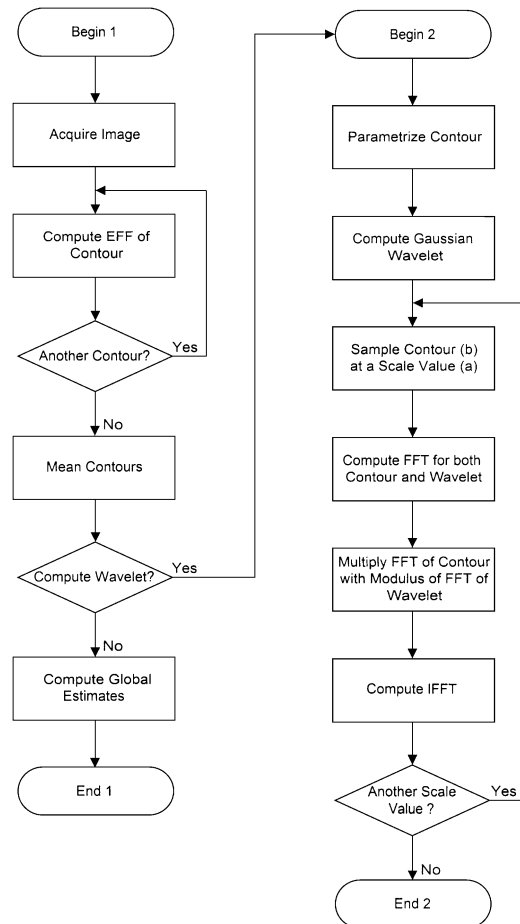 Begin 1
Acquire Image
Compute EFF of
Contour
Another Contour?
Yes
No
Mean Contours
Compute Wavelet?
Yes
No
Compute Global
Estimates
End 1
Begin 2
Parametrize Contour
Compute Gaussian
Wavelet
Sample Contour (b)
at a Scale Value (a)
Compute FFT for both
Contour and Wavelet
Multiply FFT of Contour
with Modulus of FFT of
Wavelet
Compute IFFT
Another Scale
Value ?
Yes
No
End 2